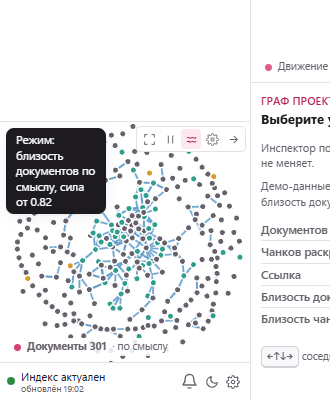 Движение
ГРАФ ПРОЕКТ
Выберите у
Режим:
близость
документов по
смыслу, сила
от 0.82
Инспектор по
не меняет.
Демо-данные
близость доку
Документов
Чанков раскр
Ссылка
Близость док
Близость чан
Документы 301 · по смыслу
соседи
Индекс актуален
обновлён 19:02